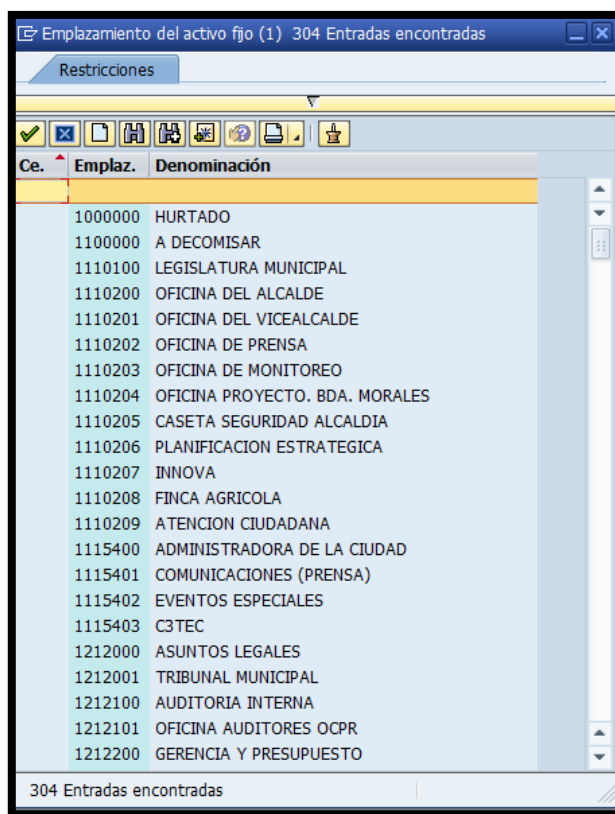 Emplazamiento del activo fijo (1) 304 Entradas encontradas
Restricciones
Ce. Emplaz. Denominación
1000000 HURTADO
1100000 A DECOMISAR
1110100 LEGISLATURA MUNICIPAL
1110200 OFICINA DEL ALCALDE
1110201 OFICINA DEL VICEALCALDE
1110202 OFICINA DE PRENSA
1110203 OFICINA DE MONITOREO
1110204 OFICINA PROYECTO. BDA. MORALES
1110205 CASETA SEGURIDAD ALCALDIA
1110206 PLANIFICACION ESTRATEGICA
1110207 INNOVA
1110208 FINCA AGRICOLA
1110209 ATENCION CIUDADANA
1115400 ADMINISTRADORA DE LA CIUDAD
1115401 COMUNICACIONES (PRENSA)
1115402 EVENTOS ESPECIALES
1115403 C3TEC
1212000 ASUNTOS LEGALES
1212001 TRIBUNAL MUNICIPAL
1212100 AUDITORIA INTERNA
1212101 OFICINA AUDITORES OCPR
1212200 GERENCIA Y PRESUPUESTO
304 Entradas encontradas